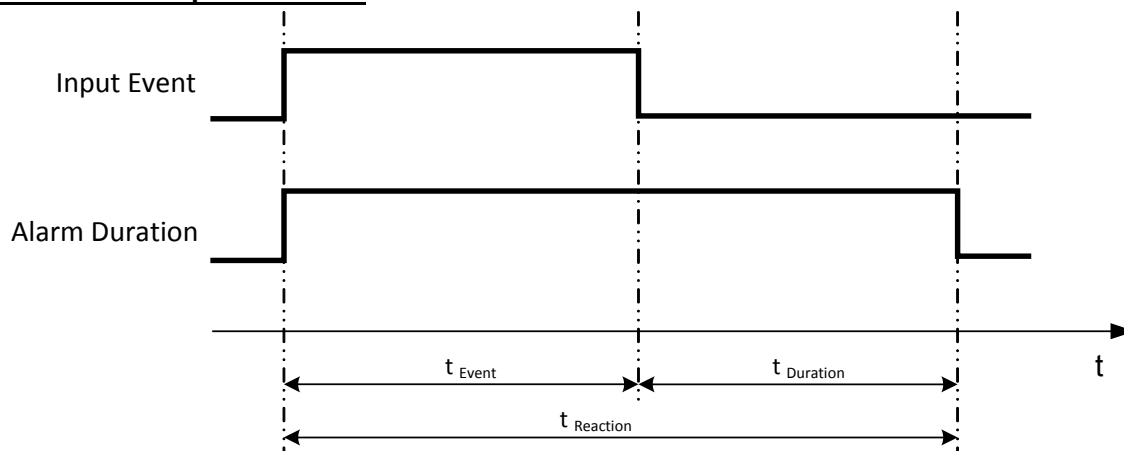 Input Event
Alarm Duration
t
t Event
t Duration
t Reaction